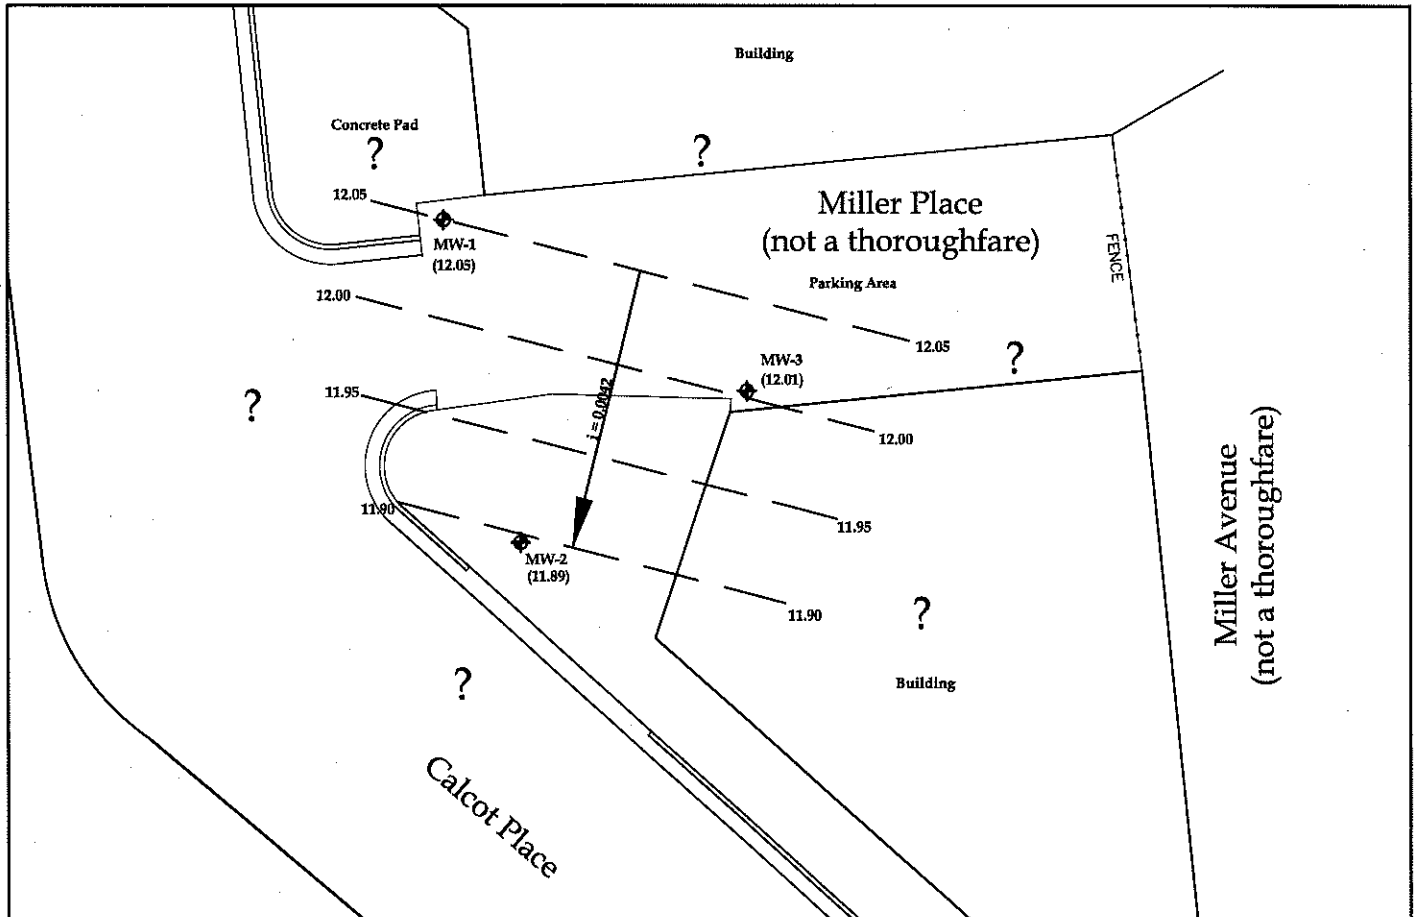 Building
Concrete Pad
?
?
12.05
MW-1
(12.05)
Miller Place
(not a thoroughfare)
FENCE
Parking Area
12.00
12.05
?
MW-3
(12.01)
11.95
?
i = 0.0042
12.00
11.90
11.95
MW-2
(11.89)
11.90
?
Miller Avenue
(not a thoroughfare)
?
Building
Calcot Place